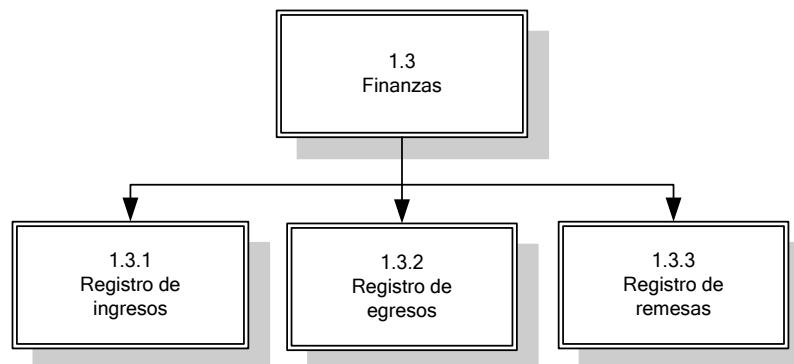 1.3
Finanzas
1.3.1
Registro de
ingresos
1.3.2
Registro de
egresos
1.3.3
Registro de
remesas